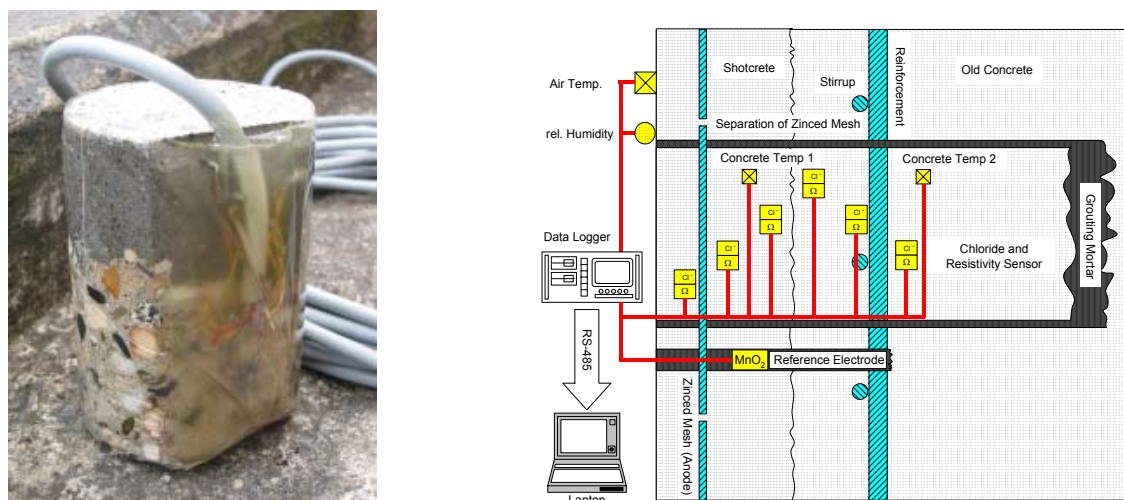 Air Temp.
Shotcrete
Old Concrete
Stirrup
Reinforcement
rel. Humidity
Separation of Zinced Mesh
Concrete Temp 1
Concrete Temp 2
Cl⁻
Ω
Cl⁻
Ω
Cl⁻
Ω
Cl⁻
Ω
Cl⁻
Ω
Cl⁻
Ω
Data Logger
Chloride and
Resistivity Sensor
Grouting Mortar
RS-485
MnO₂
Reference Electrode
Zinced Mesh (Anode)
Laptop